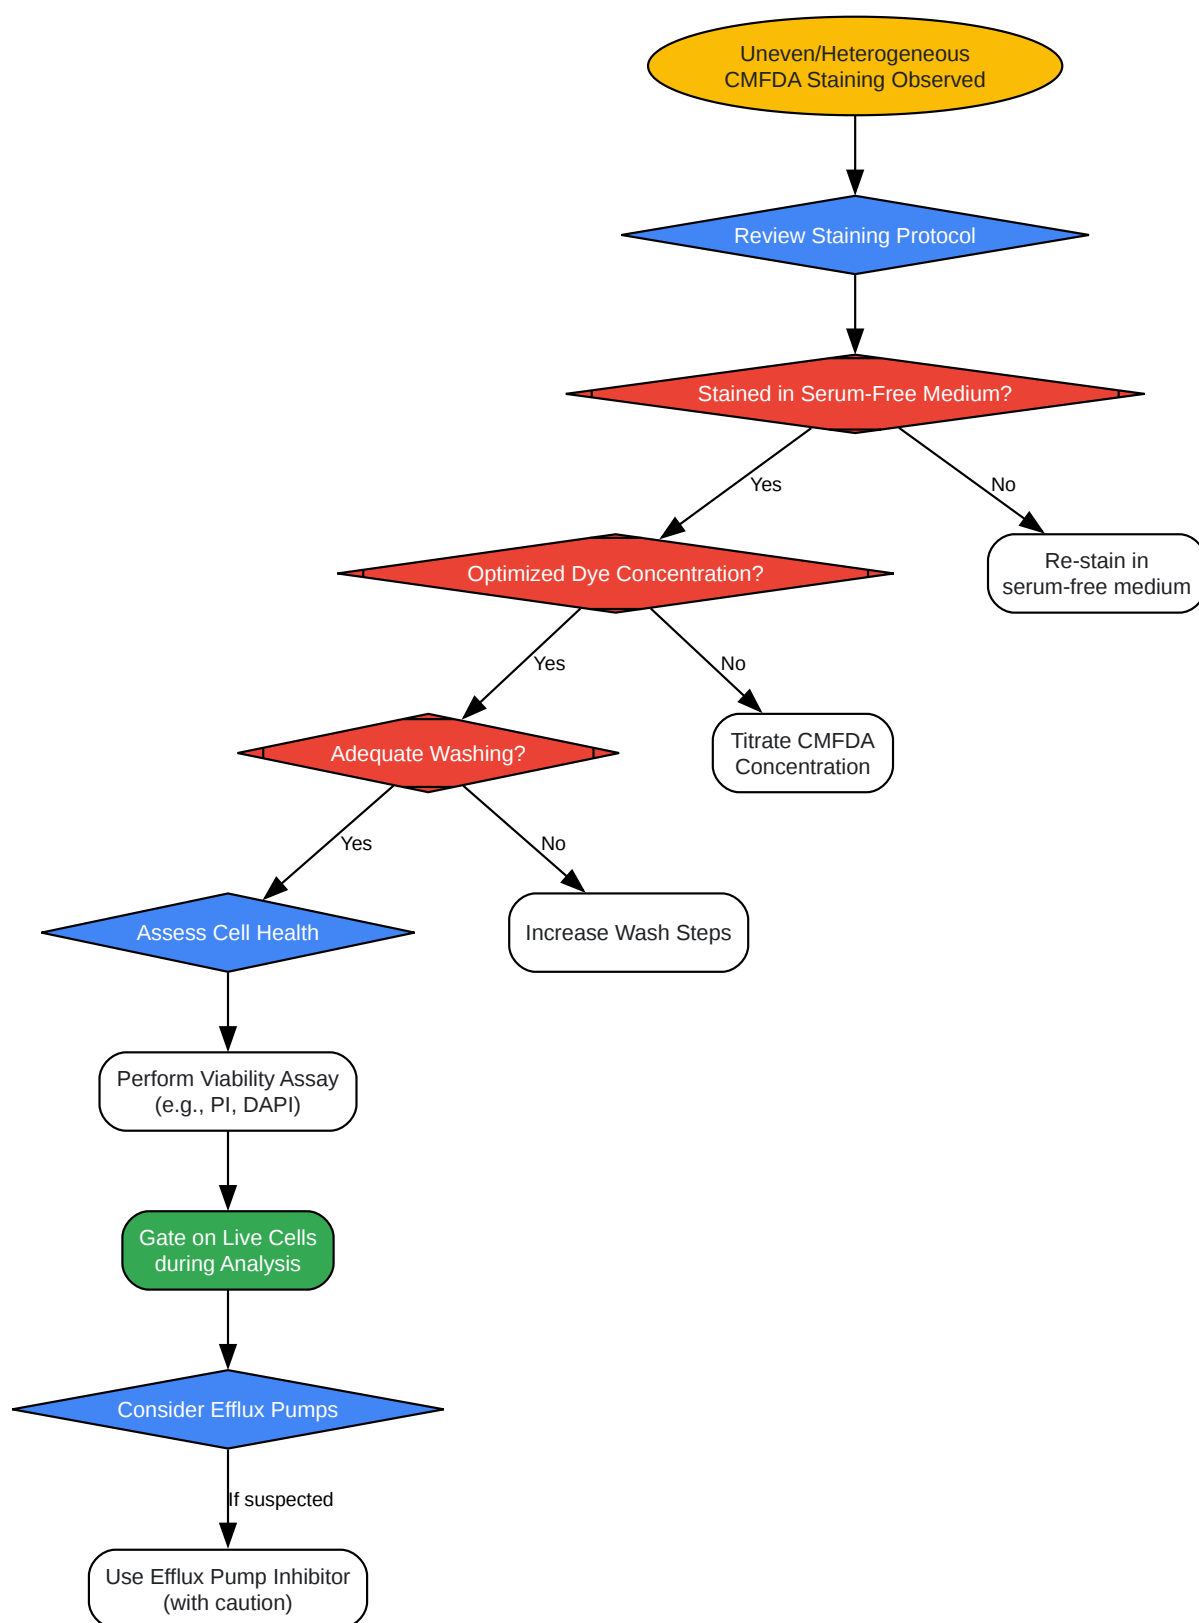 Uneven/Heterogeneous
CMFDA Staining Observed
Review Staining Protocol
Stained in Serum-Free Medium?
Yes
No
Optimized Dye Concentration?
Re-stain in
serum-free medium
Yes
No
Adequate Washing?
Titrate CMFDA
Concentration
Yes
No
Assess Cell Health
Increase Wash Steps
Perform Viability Assay
(e.g., PI, DAPI)
Gate on Live Cells
during Analysis
Consider Efflux Pumps
If suspected
Use Efflux Pump Inhibitor
(with caution)